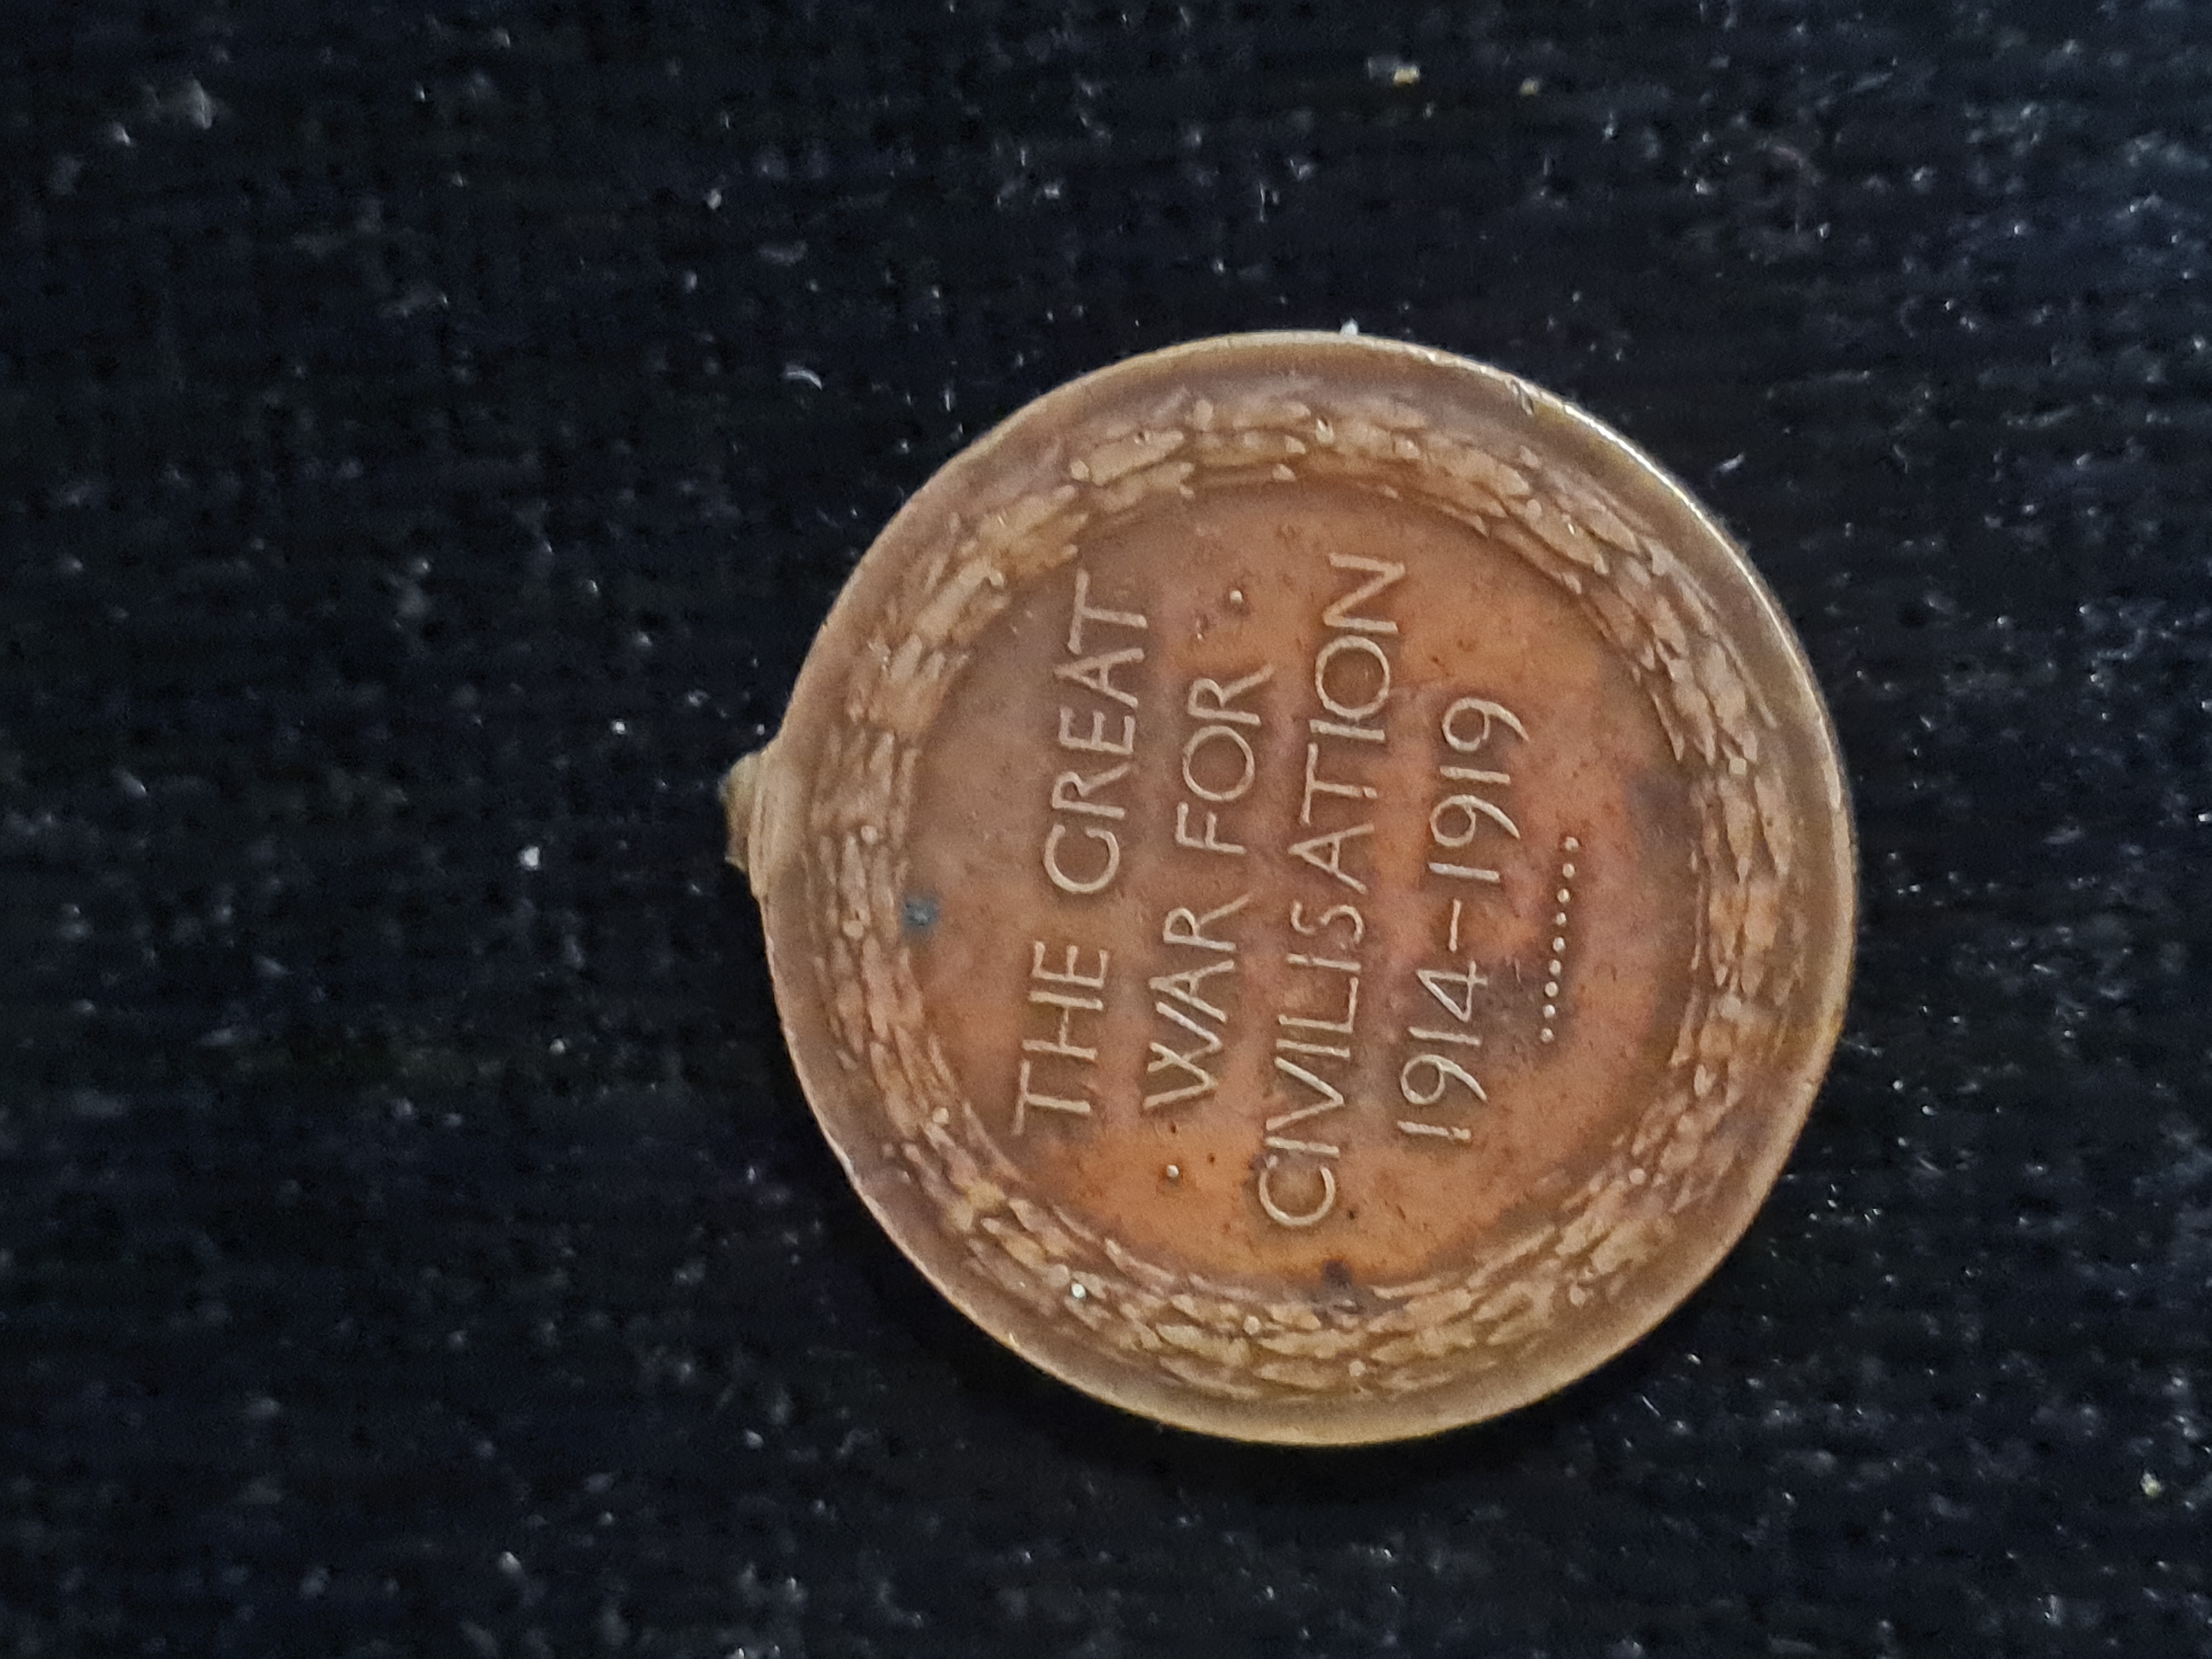 THE GREAT
• WAR FOR •
CIVILISATION
1914–1919
.........